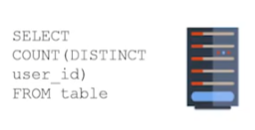 SELECT
COUNT(DISTINCT
user_id)
FROM table